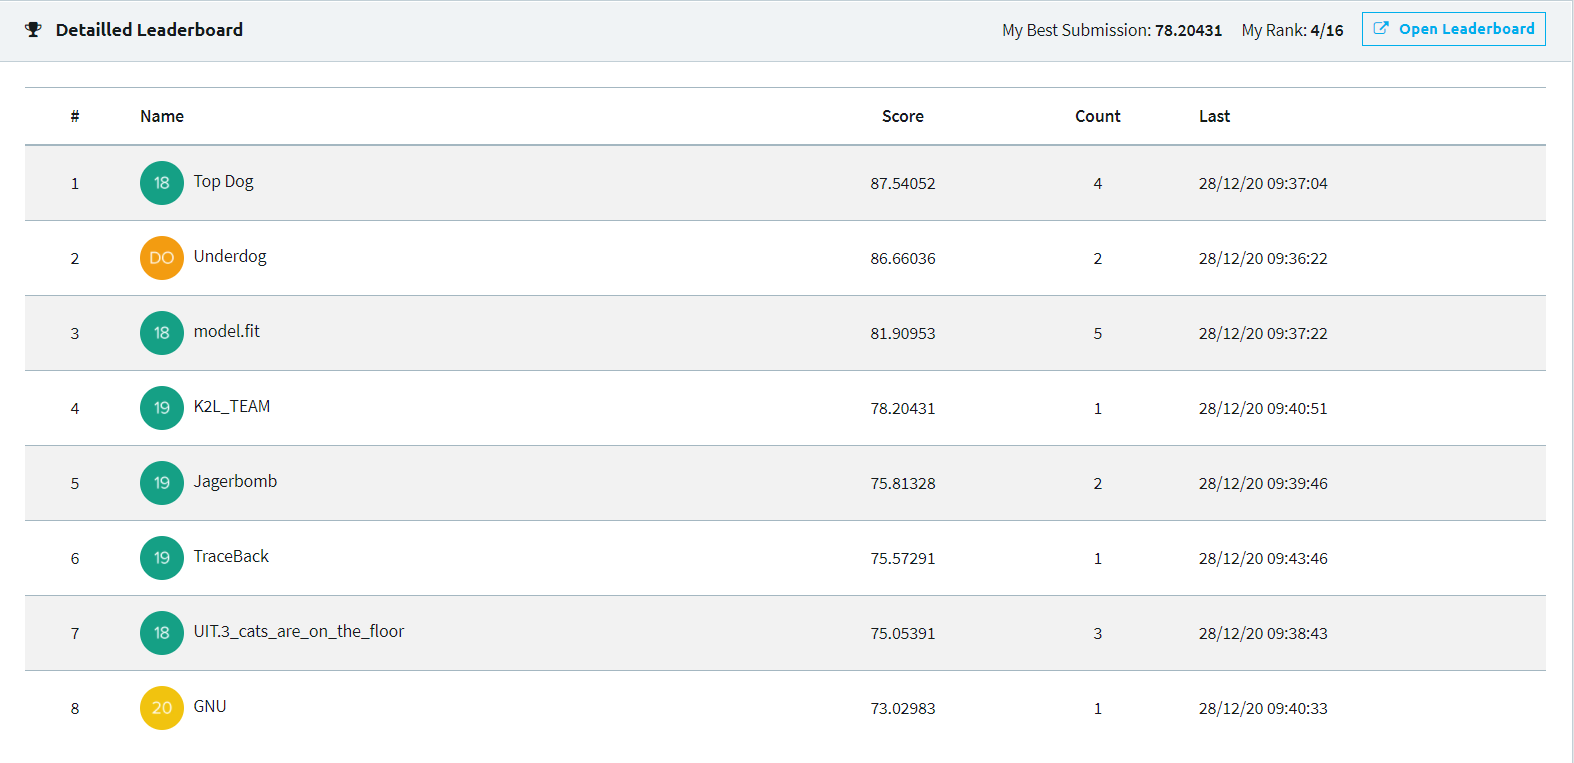 Detailled Leaderboard My Best Submission: 78.20431 My Rank: 4/16 Open Leaderboard
# Name Score Count Last
1 18 Top Dog 87.54052 4 28/12/20 09:37:04
2 DO Underdog 86.66036 2 28/12/20 09:36:22
3 18 model.fit 81.90953 5 28/12/20 09:37:22
4 19 K2L_TEAM 78.20431 1 28/12/20 09:40:51
5 19 Jagerbomb 75.81328 2 28/12/20 09:39:46
6 19 TraceBack 75.57291 1 28/12/20 09:43:46
7 18 UIT.3_cats_are_on_the_floor 75.05391 3 28/12/20 09:38:43
8 20 GNU 73.02983 1 28/12/20 09:40:33